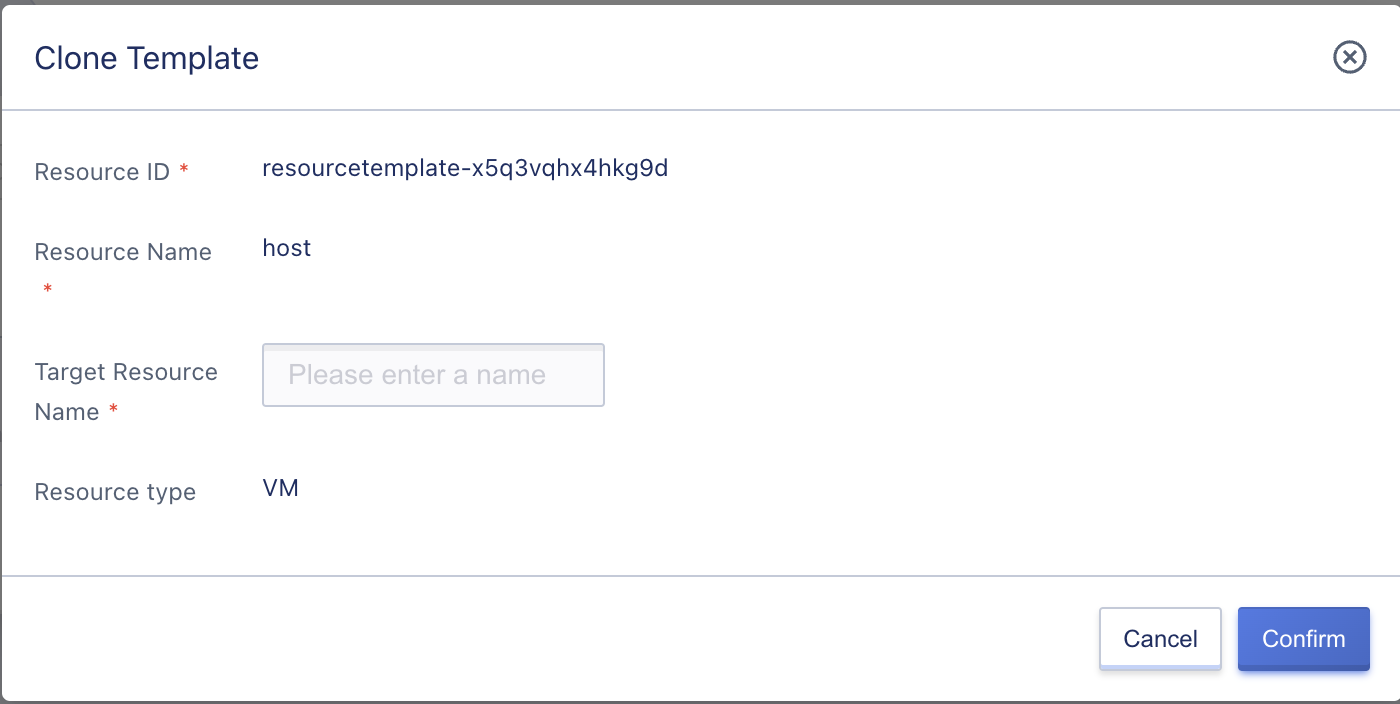 Clone Template
Resource ID * resourcetemplate-x5q3vqhx4hkg9d
Resource Name host
*
Target Resource
Name *
Please enter a name
Resource type VM
Cancel Confirm